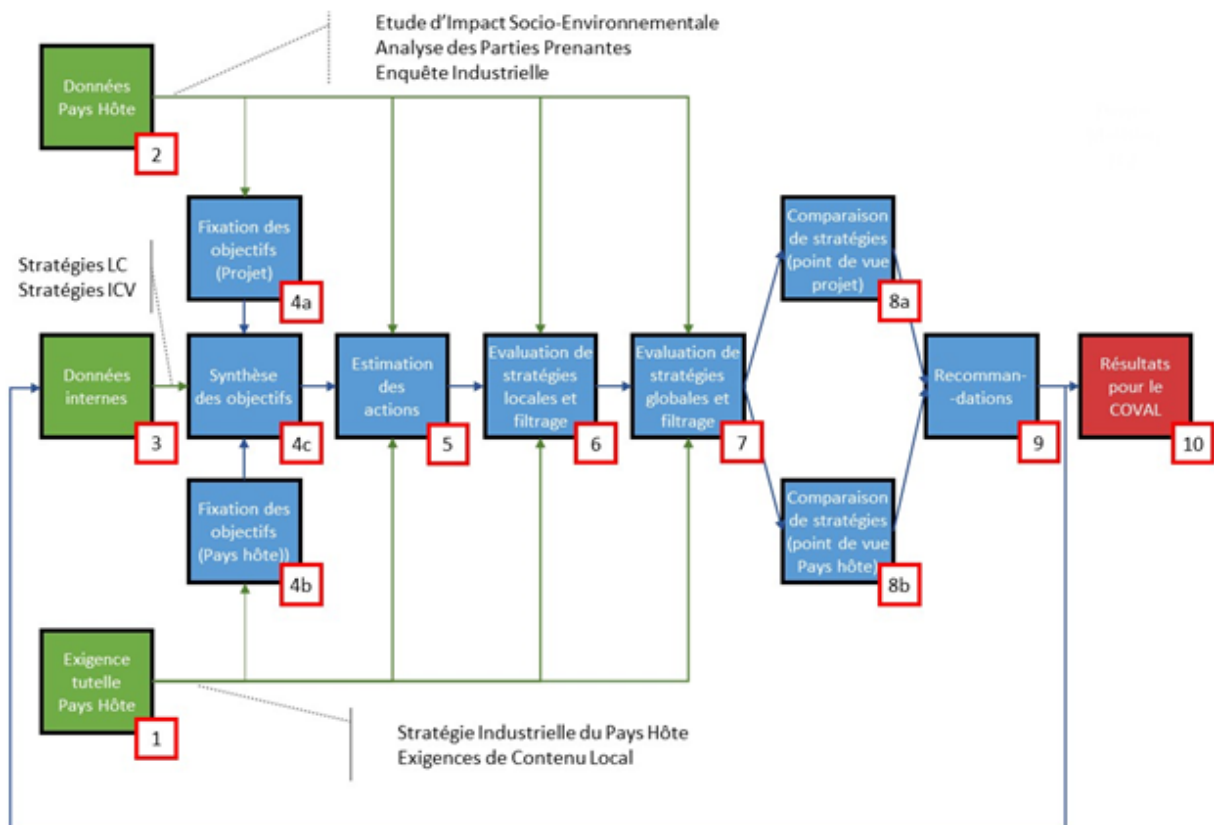 Etude d'Impact Socio-Environnementale
Analyse des Parties Prenantes
Enquête Industrielle
Données
Pays Hôte
2
Fixation des
objectifs
(Projet)
4a
Comparaison
de stratégies
(point de vue
projet)
8a
Stratégies LC
Stratégies ICV
Données
internes
3
Synthèse
des objectifs
4c
Estimation
des
actions
5
Evaluation de
stratégies
locales et
filtrage
6
Evaluation de
stratégies
globales et
filtrage
7
Recomman-
-dations
9
Résultats
pour le
COVAL
10
Fixation des
objectifs
(Pays hôte))
4b
Comparaison
de stratégies
(point de vue
Pays hôte)
8b
Exigence
tutelle
Pays Hôte
1
Stratégie Industrielle du Pays Hôte
Exigences de Contenu Local